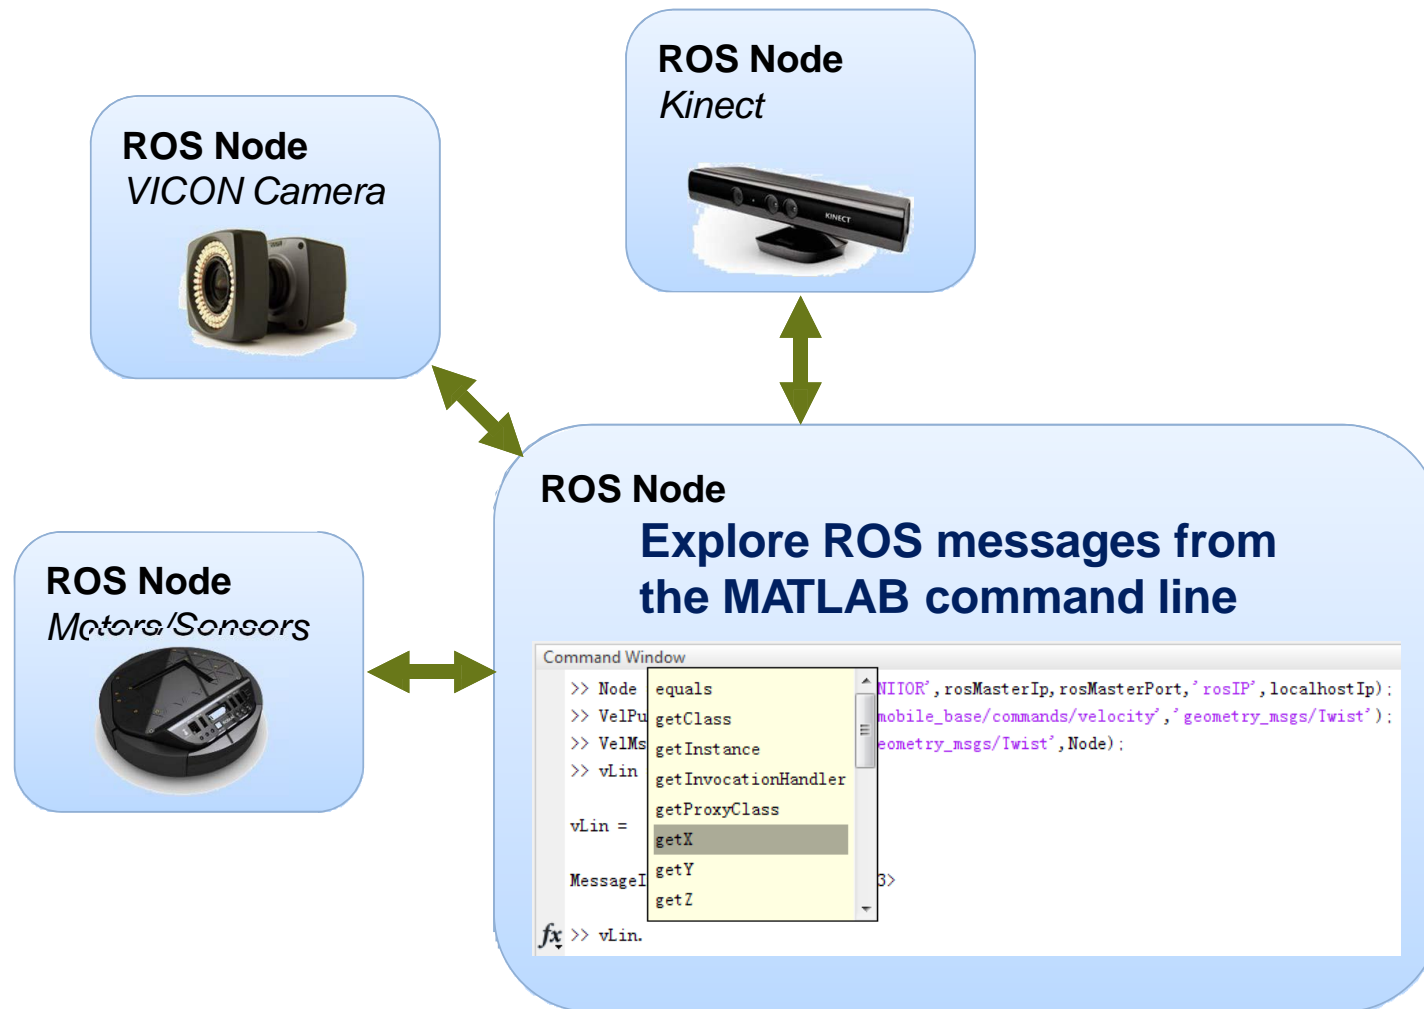 ROS Node
Kinect
KINECT
ROS Node
VICON Camera
ROS Node
Explore ROS messages from
the MATLAB command line
ROS Node
Motors/Sensors
Command Window
>> Node
NITOR',rosMasterIp,rosMasterPort,'rosIP',localhostIp);
>> VelPu
mobile_base/commands/velocity','geometry_msgs/Twist');
>> VelMs
eometry_msgs/Twist',Node);
>> vLin
vLin =
MessageI
3>
fx >> vLin.
equals
getClass
getInstance
getInvocationHandler
getProxyClass
getX
getY
getZ